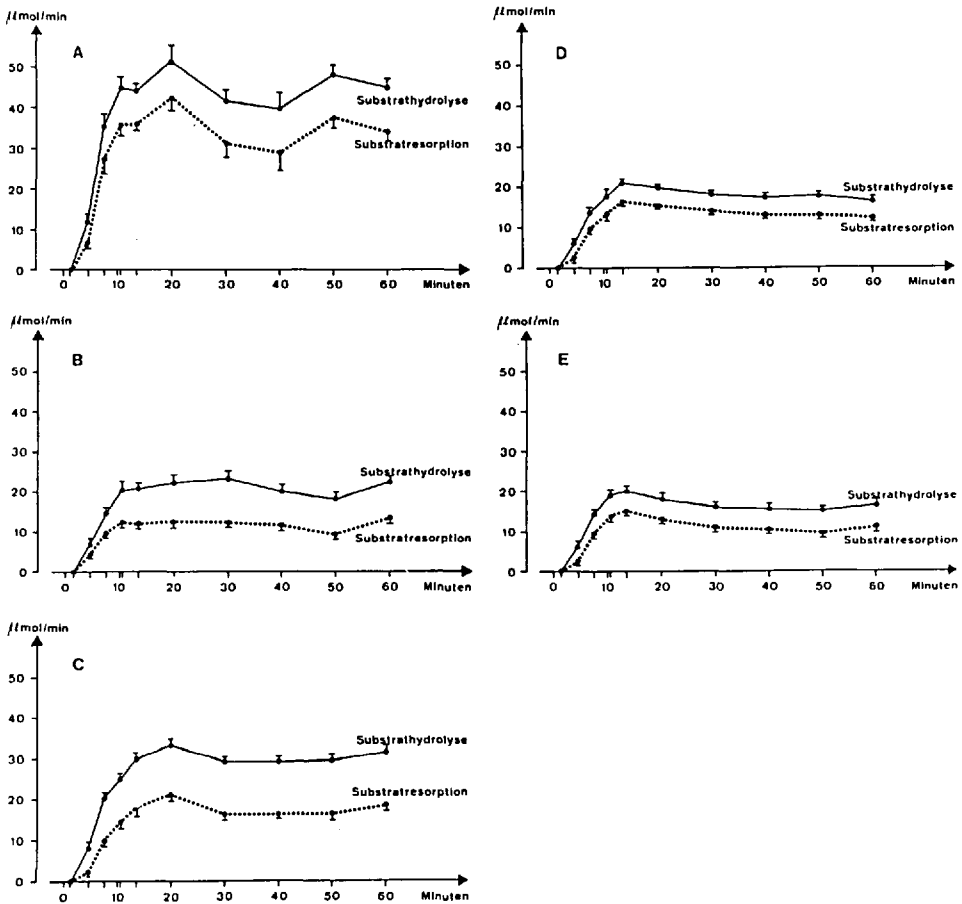 μmol/min
A
50
40
30
20
10
0
Substrathydrolyse
Substratresorption
0 10 20 30 40 50 60 Minuten
μmol/min
B
50
40
30
20
10
0
Substrathydrolyse
Substratresorption
0 10 20 30 40 50 60 Minuten
μmol/min
C
50
40
30
20
10
0
Substrathydrolyse
Substratresorption
0 10 20 30 40 50 60 Minuten
μmol/min
D
50
40
30
20
10
0
Substrathydrolyse
Substratresorption
0 10 20 30 40 50 60 Minuten
μmol/min
E
50
40
30
20
10
0
Substrathydrolyse
Substratresorption
0 10 20 30 40 50 60 Minuten